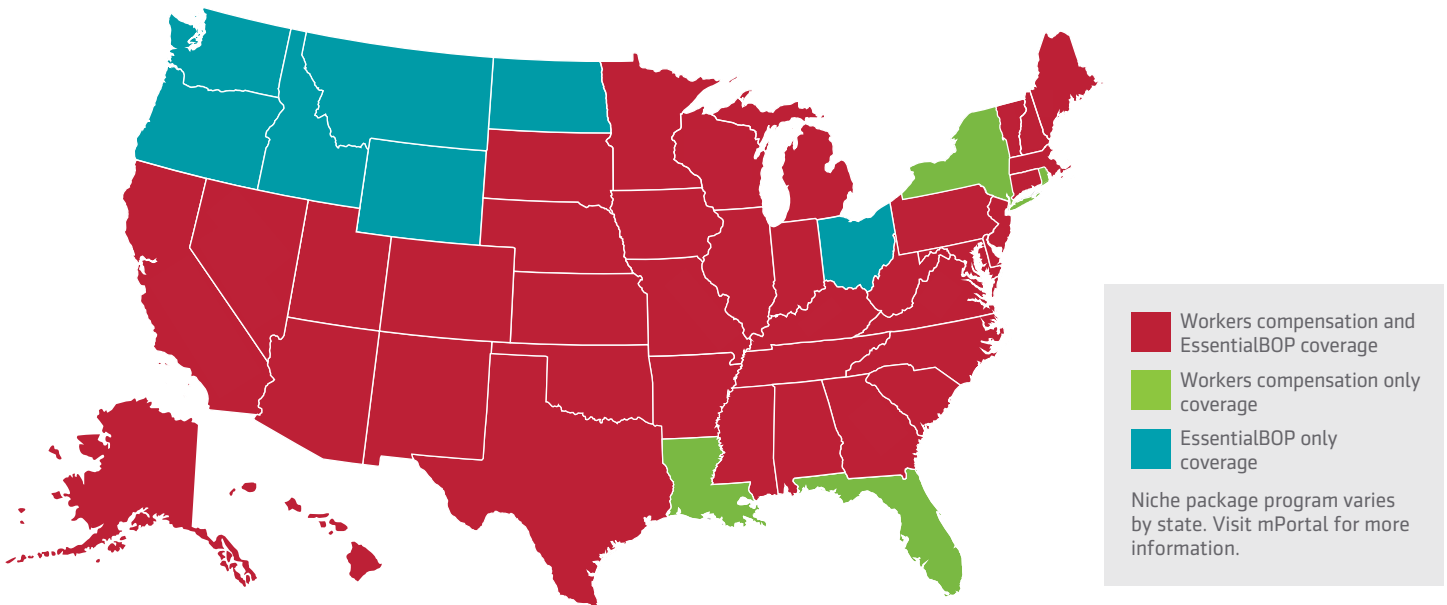 Workers compensation and
EssentialBOP coverage
Workers compensation only
coverage
EssentialBOP only
coverage
Niche package program varies
by state. Visit mPortal for more
information.